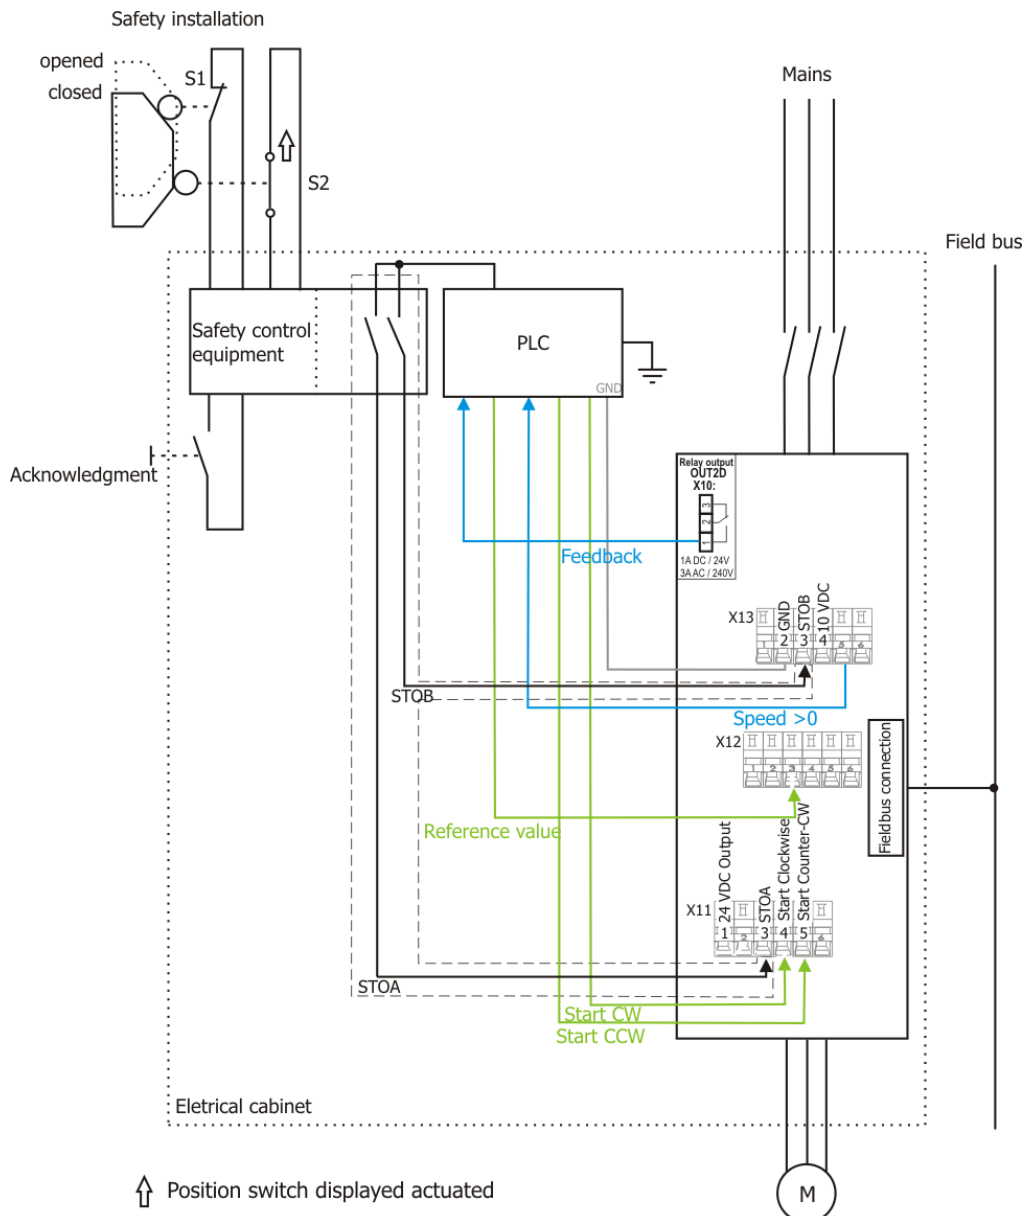 Safety installation
opened
closed
S1
S2
Mains
Field bus
Safety control
equipment
PLC
GND
Acknowledgment
Relay output
OUT2D
X10:
3
2
1
1A DC / 24V
3A AC / 240V
Feedback
X13
GND
STOB
10 VDC
1 2 3 4 5 6
STOB
Speed >0
X12
1 2 3 4 5 6
Fieldbus connection
Reference value
24 VDC Output
STOA
Start Clockwise
Start Counter-CW
X11
1 2 3 4 5 6
STOA
Start CW
Start CCW
Eletrical cabinet
M
Position switch displayed actuated